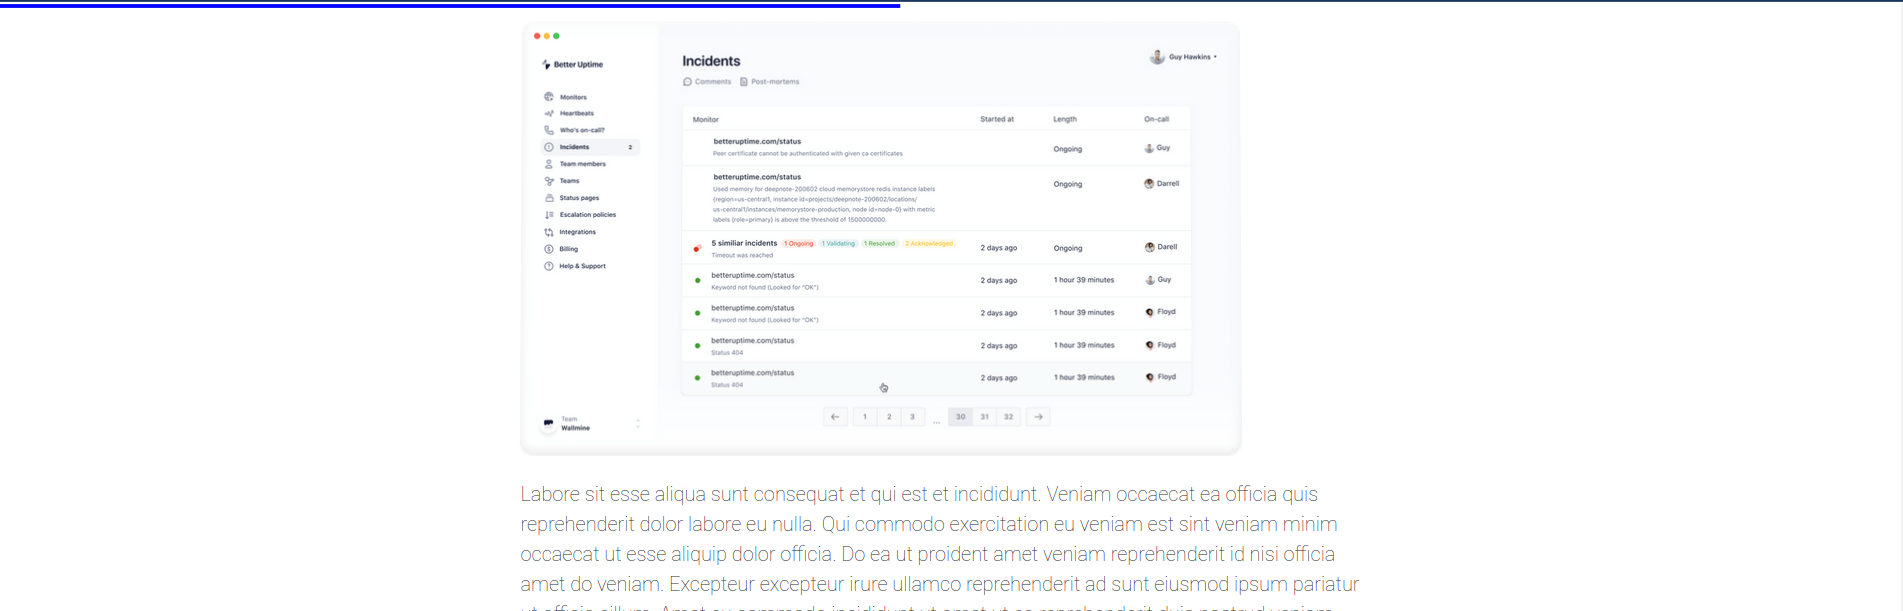 Better Uptime
Monitors
Heartbeats
Who's on-call?
Incidents 2
Team members
Teams
Status pages
Escalation policies
Integrations
Billing
Help & Support
Team
Wallmine
Incidents
Comments Post-mortems
Guy Hawkins
Monitor Started at Length On-call
betteruptime.com/status
Peer certificate cannot be authenticated with given ca certificates
Ongoing Guy
betteruptime.com/status
Used memory for deepnote-200602 cloud memorystore redis instance labels
{region=us-central1, instance id=projects/deepnote-200602/locations/
us-central1/instances/memorystore-production, node id=node-0} with metric
labels {role=primary} is above the threshold of 1500000000.
Ongoing Darrell
5 similiar incidents 1 Ongoing 1 Validating 1 Resolved 2 Acknowledged
Timeout was reached
2 days ago Ongoing Darell
betteruptime.com/status
Keyword not found (Looked for "OK")
2 days ago 1 hour 39 minutes Guy
betteruptime.com/status
Keyword not found (Looked for "OK")
2 days ago 1 hour 39 minutes Floyd
betteruptime.com/status
Status 404
2 days ago 1 hour 39 minutes Floyd
betteruptime.com/status
Status 404
2 days ago 1 hour 39 minutes Floyd
← 1 2 3 ... 30 31 32 →
Labore sit esse aliqua sunt consequat et qui est et incididunt. Veniam occaecat ea officia quis
reprehenderit dolor labore eu nulla. Qui commodo exercitation eu veniam est sint veniam minim
occaecat ut esse aliquip dolor officia. Do ea ut proident amet veniam reprehenderit id nisi officia
amet do veniam. Excepteur excepteur irure ullamco reprehenderit ad sunt eiusmod ipsum pariatur